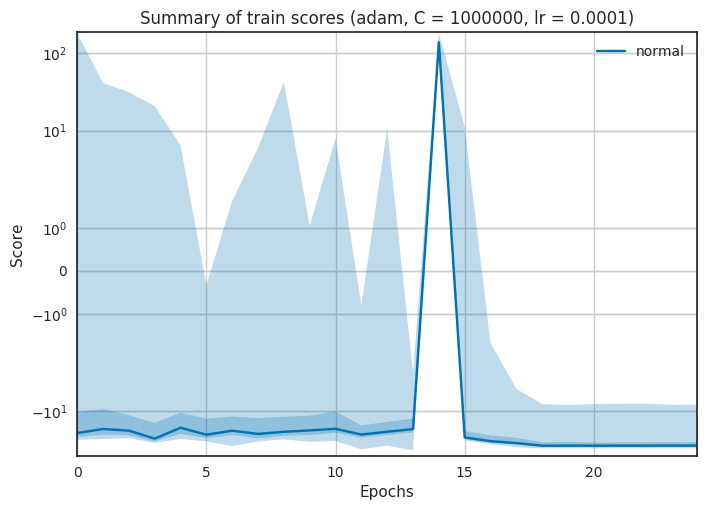 Summary of train scores (adam, C = 1000000, lr = 0.0001)
normal
Score
10²
10¹
10⁰
0
−10⁰
−10¹
0 5 10 15 20
Epochs